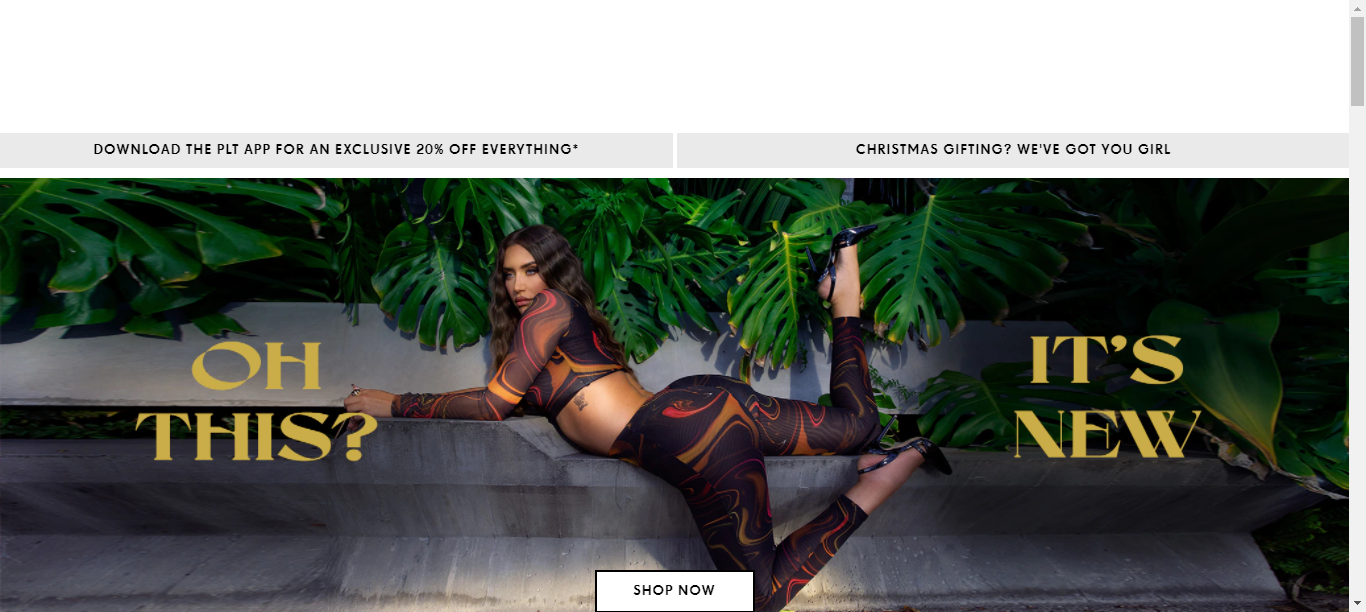 DOWNLOAD THE PLT APP FOR AN EXCLUSIVE 20% OFF EVERYTHING*
CHRISTMAS GIFTING? WE'VE GOT YOU GIRL
OH
THIS?
IT'S
NEW
SHOP NOW